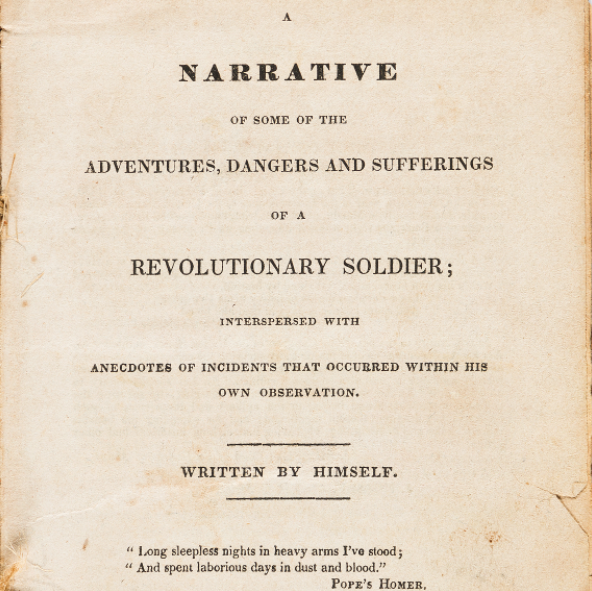 A
NARRATIVE
OF SOME OF THE
ADVENTURES, DANGERS AND SUFFERINGS
OF A
REVOLUTIONARY SOLDIER;
INTERSPERSED WITH
ANECDOTES OF INCIDENTS THAT OCCURRED WITHIN HIS
OWN OBSERVATION.
WRITTEN BY HIMSELF.
“ Long sleepless nights in heavy arms I've stood;
“ And spent laborious days in dust and blood.”
POPE'S HOMER.